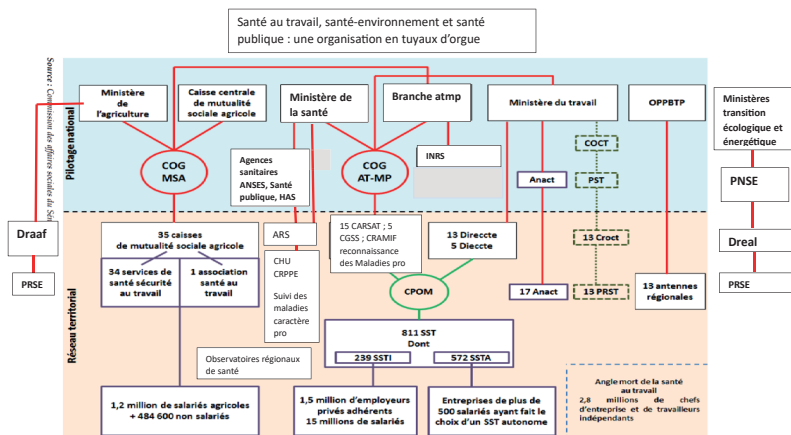 Santé au travail, santé-environnement et santé
publique : une organisation en tuyaux d'orgue
Source : Commission des affaires sociales du Sén
Pilotage national
Ministère
de
l'agriculture
Caisse centrale
de mutualité
sociale agricole
Ministère de
la santé
Branche atmp
Ministère du travail
OPPBTP
Ministères
transition
écologique et
énergétique
COG
MSA
Agences
sanitaires
ANSES, Santé
publique, HAS
COG
AT-MP
INRS
COCT
Anact
PST
PNSE
Réseau territorial
Draaf
PRSE
35 caisses
de mutualité sociale agricole
34 services de
santé sécurité
au travail
1 association
santé au
travail
ARS
CHU
CRPPE
Suivi des
maladies
caractère
pro
15 CARSAT ; 5
CGSS ; CRAMIF
reconnaissance
des Maladies pro
13 Direccte
5 Dieccte
13 Croct
Dreal
CPOM
17 Anact
13 PRST
13 antennes
régionales
PRSE
811 SST
Dont
239 SSTI
572 SSTA
Observatoires régionaux
de santé
1,2 million de salariés agricoles
+ 484 600 non salariés
1,5 million d'employeurs
privés adhérents
15 millions de salariés
Entreprises de plus de
500 salariés ayant fait le
choix d'un SST autonome
Angle mort de la santé
au travail
2,8 millions de chefs
d'entreprise et de travailleurs
indépendants